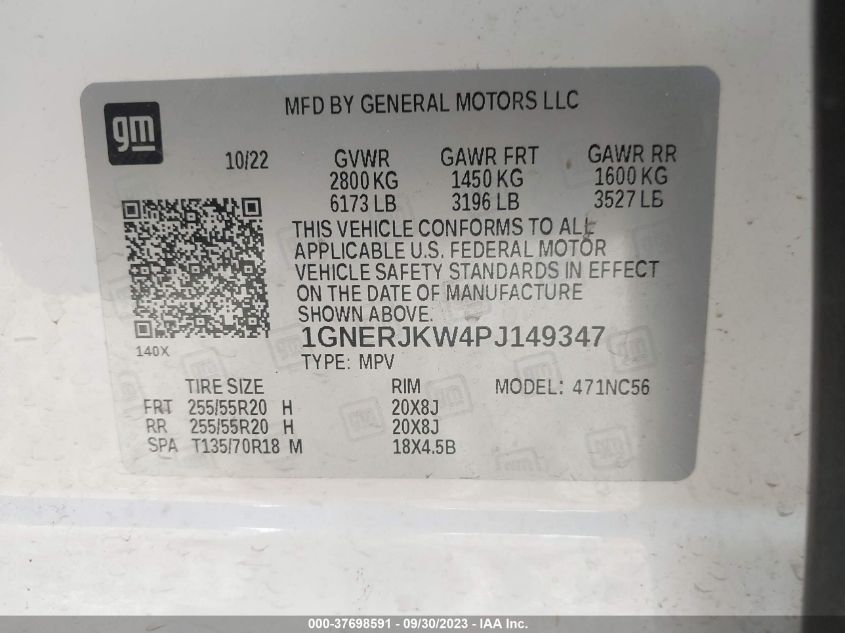 gm
MFD BY GENERAL MOTORS LLC
10/22 GVWR GAWR FRT GAWR RR
2800 KG 1450 KG 1600 KG
6173 LB 3196 LB 3527 LB
THIS VEHICLE CONFORMS TO ALL
APPLICABLE U.S. FEDERAL MOTOR
VEHICLE SAFETY STANDARDS IN EFFECT
ON THE DATE OF MANUFACTURE
SHOWN ABOVE.
140X
1GNERJKW4PJ149347
TYPE: MPV
TIRE SIZE RIM MODEL: 471NC56
FRT 255/55R20 H 20X8J
RR 255/55R20 H 20X8J
SPA T135/70R18 M 18X4.5B
000-37698591 - 09/30/2023 - IAA Inc.